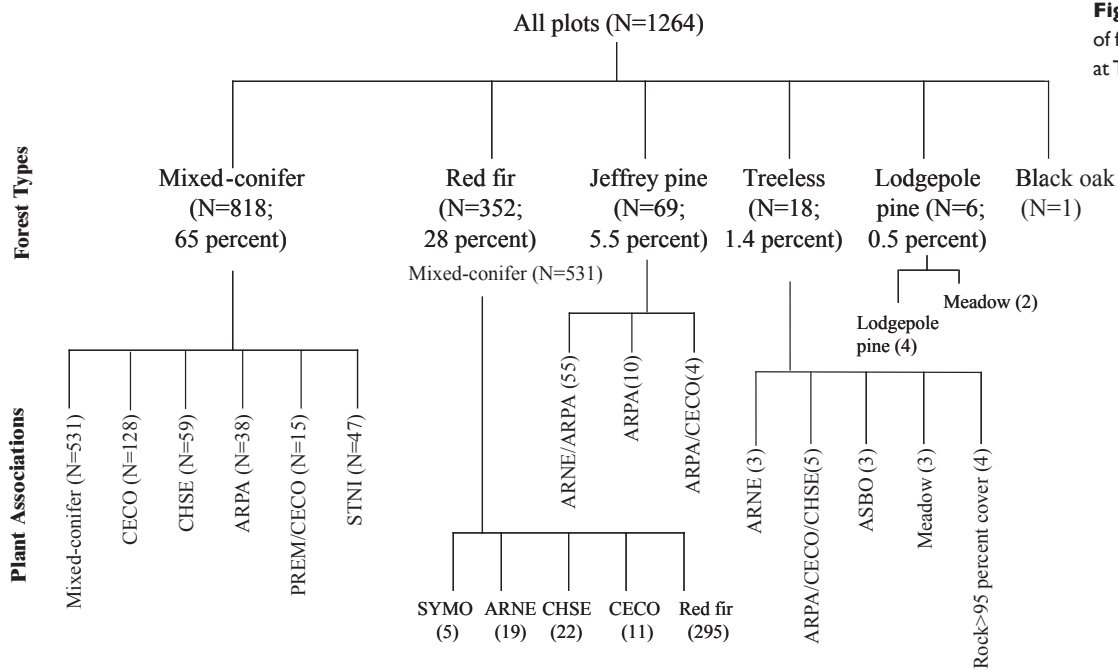 All plots (N=1264)
Fig
of f
at T
Forest Types
Mixed-conifer
(N=818;
65 percent)
Red fir
(N=352;
28 percent)
Jeffrey pine
(N=69;
5.5 percent)
Treeless
(N=18;
1.4 percent)
Lodgepole
pine (N=6;
0.5 percent)
Black oak
(N=1)
Mixed-conifer (N=531)
Meadow (2)
Lodgepole
pine (4)
Plant Associations
Mixed-conifer (N=531)
CECO (N=128)
CHSE (N=59)
ARPA (N=38)
PREM/CECO (N=15)
STNI (N=47)
ARNE/ARPA (55)
ARPA(10)
ARPA/CECO(4)
ARNE (3)
ARPA/CECO/CHSE(5)
ASBO (3)
Meadow (3)
Rock>95 percent cover (4)
SYMO
(5)
ARNE
(19)
CHSE
(22)
CECO
(11)
Red fir
(295)